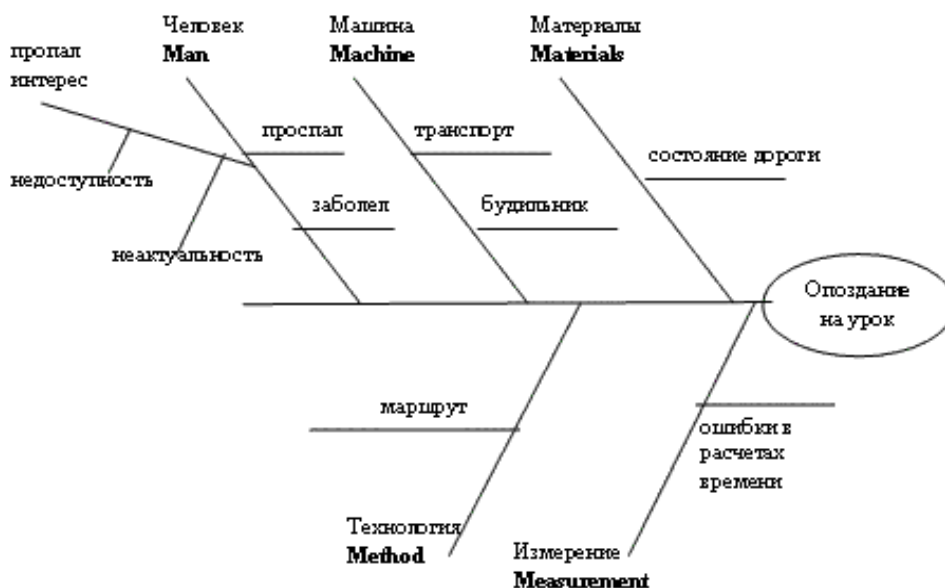 Человек
Man
Машина
Machine
Материалы
Materials
пропал
интерес
проспал
транспорт
состояние дороги
недоступность
заболел
будильник
неактуальность
Опоздание
на урок
маршрут
ошибки в
расчетах
времени
Технология
Method
Измерение
Measurement